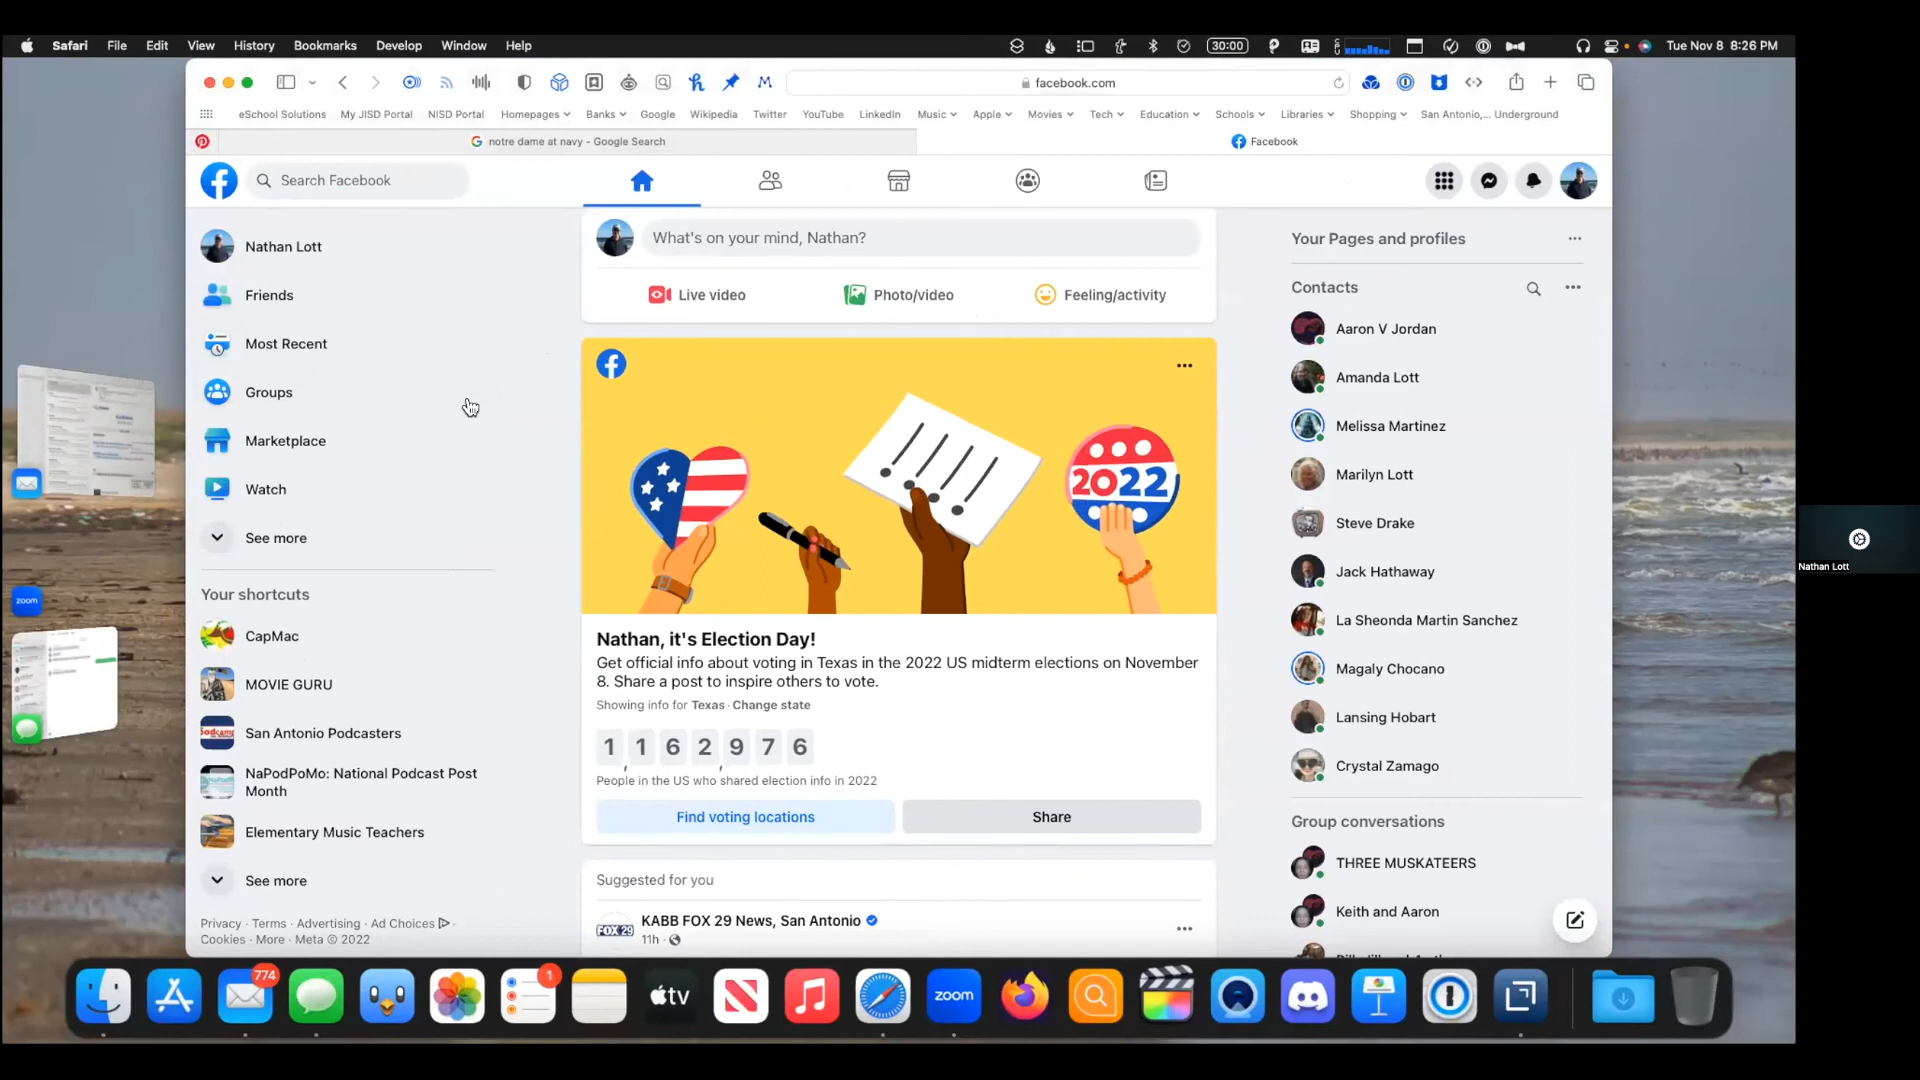 Safari File Edit View History Bookmarks Develop Window Help 30:00 Tue Nov 8 8:26 PM
facebook.com
eSchool Solutions My JISD Portal NISD Portal Homepages Banks Google Wikipedia Twitter YouTube LinkedIn Music Apple Movies Tech Education Schools Libraries Shopping San Antonio,... Underground
notre dame at navy - Google Search Facebook
Search Facebook
Nathan Lott
Friends
Most Recent
Groups
Marketplace
Watch
See more
Your shortcuts
CapMac
MOVIE GURU
San Antonio Podcasters
NaPodPoMo: National Podcast Post
Month
Elementary Music Teachers
See more
Privacy · Terms · Advertising · Ad Choices ·
Cookies · More · Meta © 2022
What's on your mind, Nathan?
Live video Photo/video Feeling/activity
2022
Nathan, it's Election Day!
Get official info about voting in Texas in the 2022 US midterm elections on November
8. Share a post to inspire others to vote.
Showing info for Texas · Change state
1,162,976
People in the US who shared election info in 2022
Find voting locations Share
Suggested for you
FOX 29
KABB FOX 29 News, San Antonio
11h ·
Your Pages and profiles
Contacts
Aaron V Jordan
Amanda Lott
Melissa Martinez
Marilyn Lott
Steve Drake
Jack Hathaway
La Sheonda Martin Sanchez
Magaly Chocano
Lansing Hobart
Crystal Zamago
Group conversations
THREE MUSKATEERS
Keith and Aaron
zoom
Nathan Lott
774 1 tv zoom